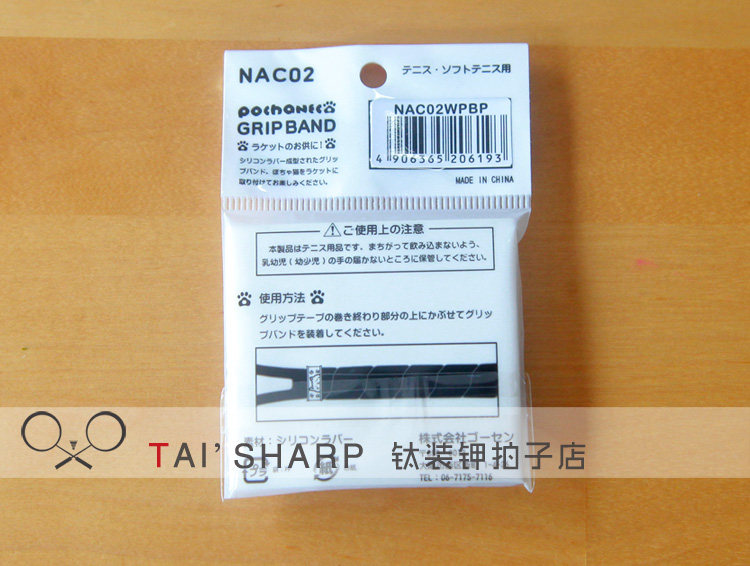 NAC02
テニス・ソフトテニス用
pochaneco
GRIP BAND
ラケットのお供に!
シリコンラバー成型されたグリッ
プバンド。ぽちゃ猫をラケットに
取り付けてお楽しみください。
NAC02WPBP
4 906365 206193
MADE IN CHINA
⚠ご使用上の注意
本製品はテニス用品です。まちがって飲み込まないよう、
乳幼児(幼少児)の手の届かないところに保管してください。
使用方法
グリップテープの巻き終わり部分の上にかぶせてグリッ
プバンドを装着してください。
素材:シリコンラバー
株式会社ゴーセン
TEL:06-7175-7116
プラ
紙
TAI'SHARP 钛装钾拍子店